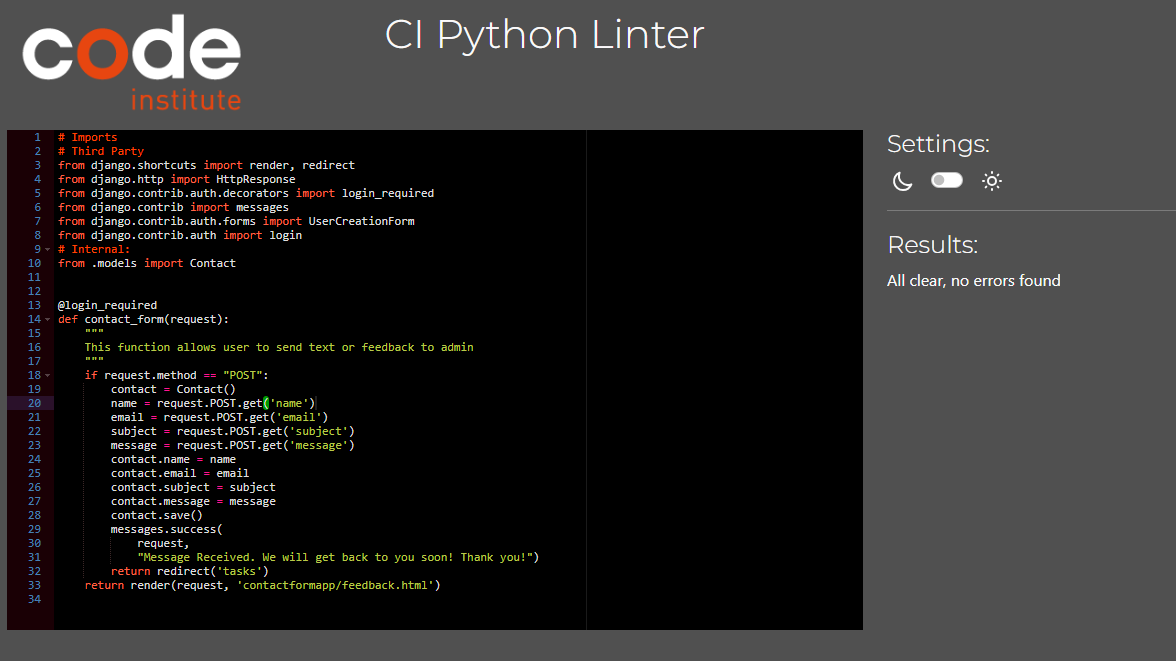 code
institute
CI Python Linter
1 # Imports
2 # Third Party
3 from django.shortcuts import render, redirect
4 from django.http import HttpResponse
5 from django.contrib.auth.decorators import login_required
6 from django.contrib import messages
7 from django.contrib.auth.forms import UserCreationForm
8 from django.contrib.auth import login
9 # Internal:
10 from .models import Contact
11
12
13 @login_required
14 def contact_form(request):
15     """
16     This function allows user to send text or feedback to admin
17     """
18     if request.method == "POST":
19         contact = Contact()
20         name = request.POST.get('name')
21         email = request.POST.get('email')
22         subject = request.POST.get('subject')
23         message = request.POST.get('message')
24         contact.name = name
25         contact.email = email
26         contact.subject = subject
27         contact.message = message
28         contact.save()
29         messages.success(
30             request,
31             "Message Received. We will get back to you soon! Thank you!")
32         return redirect('tasks')
33     return render(request, 'contactformapp/feedback.html')
34
Settings:
Results:
All clear, no errors found